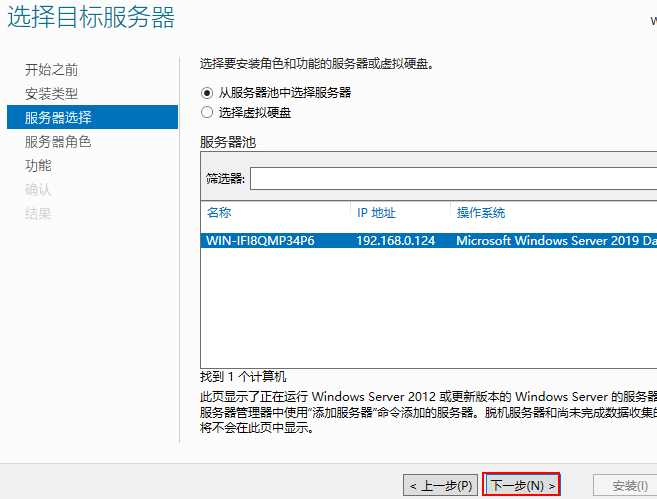 选择目标服务器
W
开始之前
安装类型
服务器选择
服务器角色
功能
确认
结果
选择要安装角色和功能的服务器或虚拟硬盘。
从服务器池中选择服务器
选择虚拟硬盘
服务器池
筛选器:
名称 IP 地址 操作系统
WIN-IFI8QMP34P6 192.168.0.124 Microsoft Windows Server 2019 Da
找到 1 个计算机
此页显示了正在运行 Windows Server 2012 或更新版本的 Windows Server 的服务器
服务器管理器中使用"添加服务器"命令添加的服务器。脱机服务器和尚未完成数据收集的
将不会在此页中显示。
< 上一步(P) 下一步(N) > 安装(I)